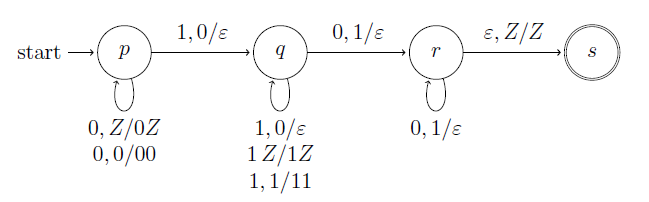 1, 0/ε 0, 1/ε ε, Z/Z
start p q r s
0, Z/0Z 1, 0/ε 0, 1/ε
0, 0/00 1 Z/1Z
1, 1/11